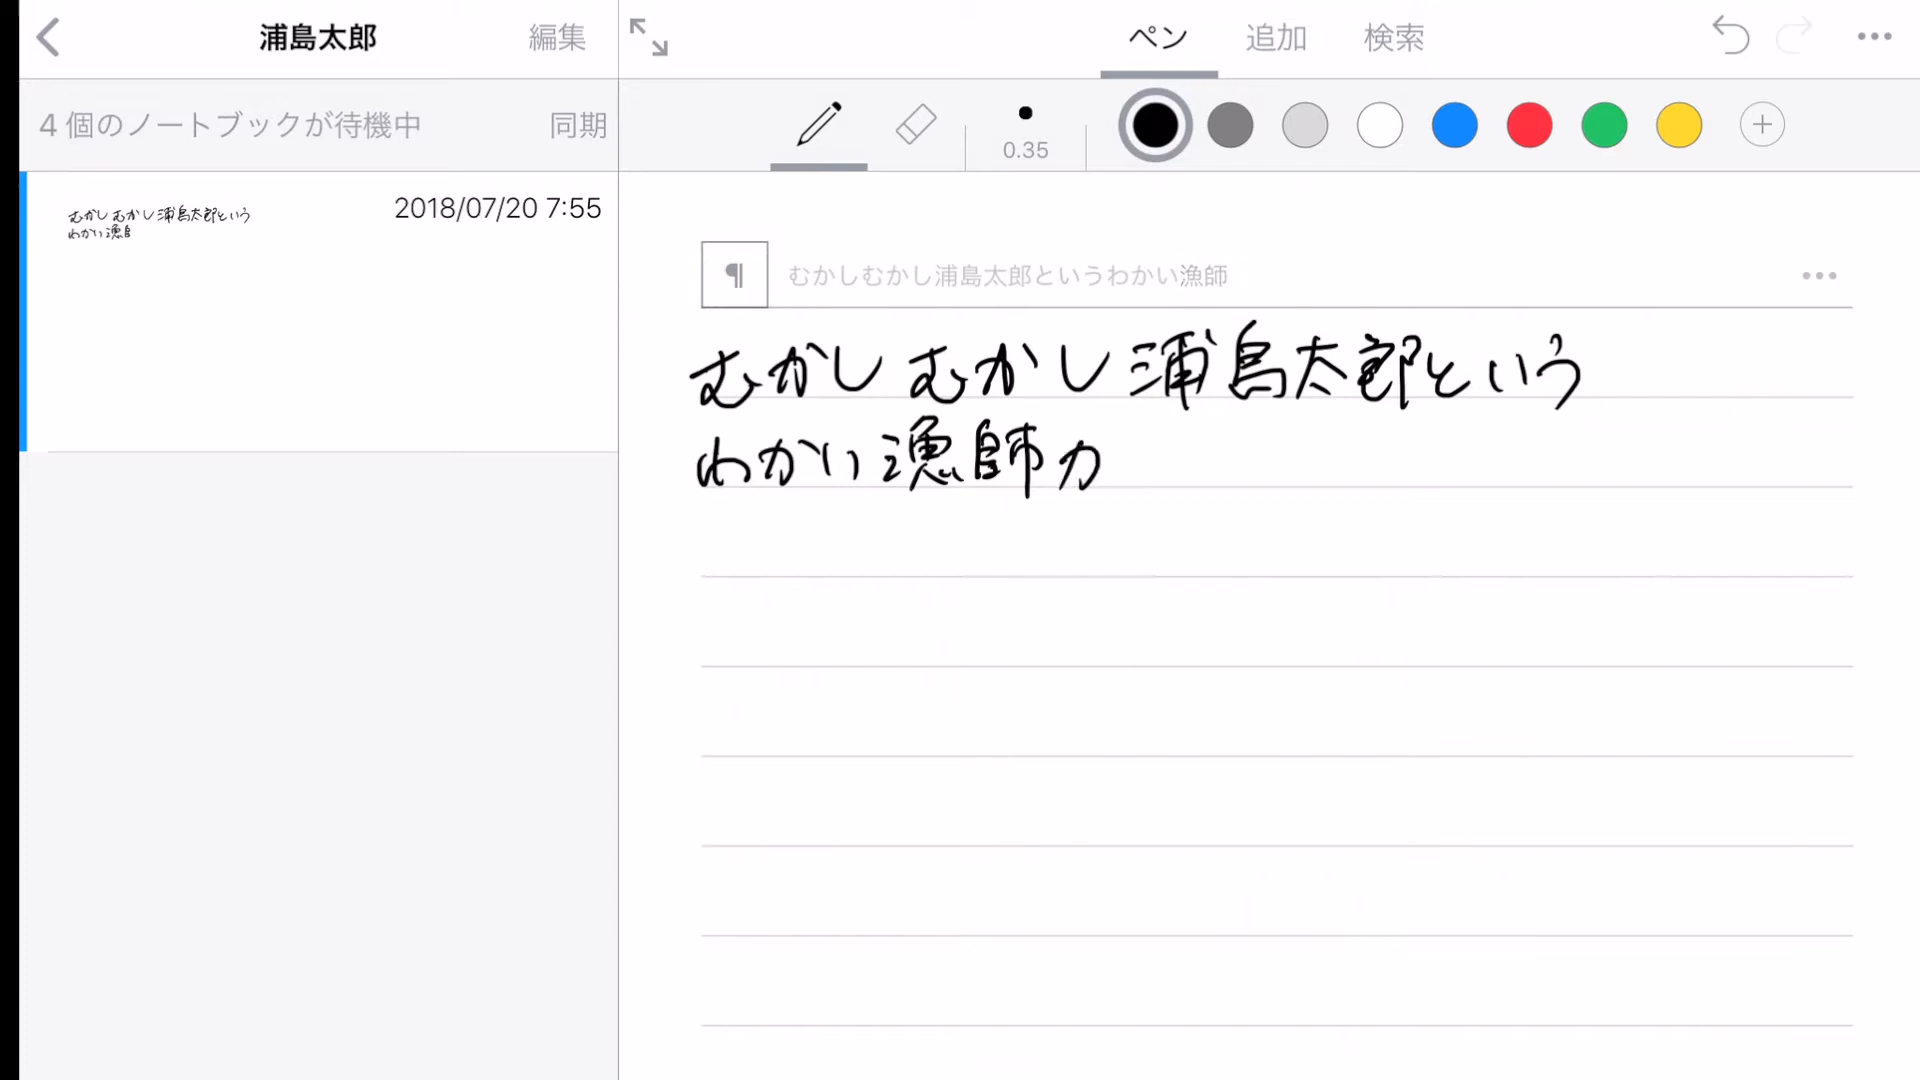 浦島太郎 編集 ペン 追加 検索
4個のノートブックが待機中 同期 0.35
むかしむかし浦島太郎という 2018/07/20 7:55
わかい漁師
むかしむかし浦島太郎というわかい漁師
むかしむかし浦島太郎という
わかい漁師カ